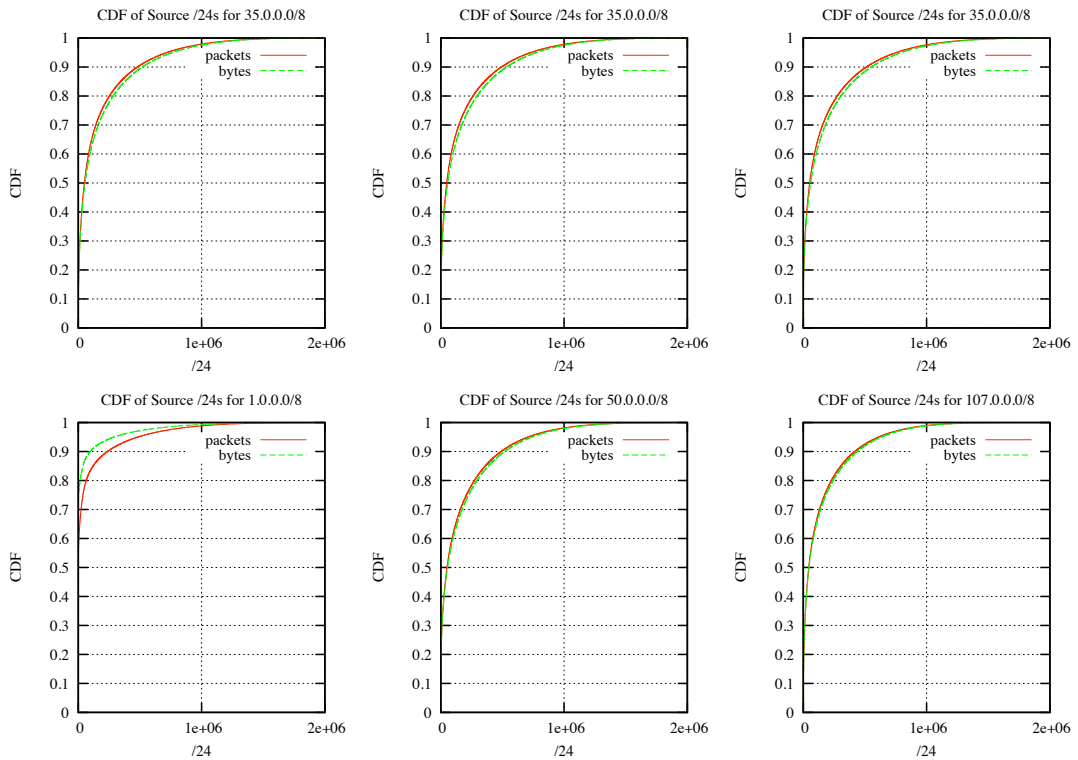 CDF of Source /24s for 35.0.0.0/8
1
0.9
0.8
0.7
0.6
0.5
0.4
0.3
0.2
0.1
0
CDF
packets
bytes
0
1e+06
2e+06
/24
CDF of Source /24s for 35.0.0.0/8
1
0.9
0.8
0.7
0.6
0.5
0.4
0.3
0.2
0.1
0
CDF
packets
bytes
0
1e+06
2e+06
/24
CDF of Source /24s for 35.0.0.0/8
1
0.9
0.8
0.7
0.6
0.5
0.4
0.3
0.2
0.1
0
CDF
packets
bytes
0
1e+06
2e+06
/24
CDF of Source /24s for 1.0.0.0/8
1
0.9
0.8
0.7
0.6
0.5
0.4
0.3
0.2
0.1
0
CDF
packets
bytes
0
1e+06
2e+06
/24
CDF of Source /24s for 50.0.0.0/8
1
0.9
0.8
0.7
0.6
0.5
0.4
0.3
0.2
0.1
0
CDF
packets
bytes
0
1e+06
2e+06
/24
CDF of Source /24s for 107.0.0.0/8
1
0.9
0.8
0.7
0.6
0.5
0.4
0.3
0.2
0.1
0
CDF
packets
bytes
0
1e+06
2e+06
/24